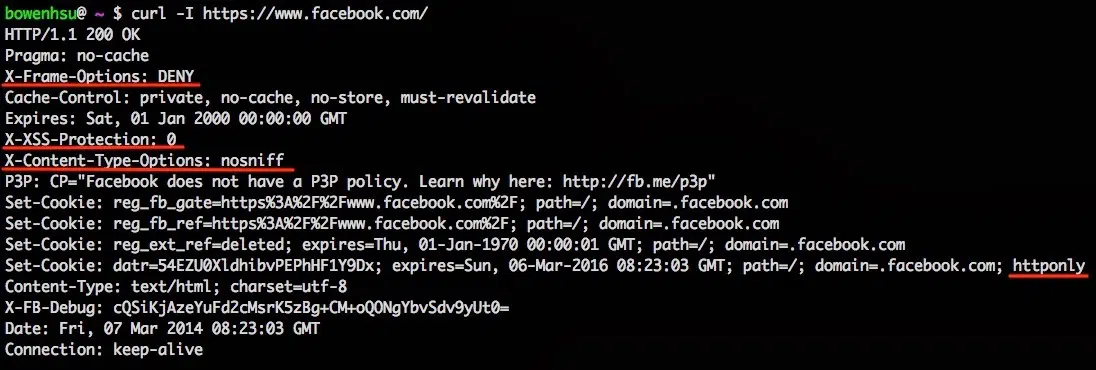 bowenhsu@ ~ $ curl -I https://www.facebook.com/
HTTP/1.1 200 OK
Pragma: no-cache
X-Frame-Options: DENY
Cache-Control: private, no-cache, no-store, must-revalidate
Expires: Sat, 01 Jan 2000 00:00:00 GMT
X-XSS-Protection: 0
X-Content-Type-Options: nosniff
P3P: CP="Facebook does not have a P3P policy. Learn why here: http://fb.me/p3p"
Set-Cookie: reg_fb_gate=https%3A%2F%2Fwww.facebook.com%2F; path=/; domain=.facebook.com
Set-Cookie: reg_fb_ref=https%3A%2F%2Fwww.facebook.com%2F; path=/; domain=.facebook.com
Set-Cookie: reg_ext_ref=deleted; expires=Thu, 01-Jan-1970 00:00:01 GMT; path=/; domain=.facebook.com
Set-Cookie: datr=54EZU0XldhibvPEPhHF1Y9Dx; expires=Sun, 06-Mar-2016 08:23:03 GMT; path=/; domain=.facebook.com; httponly
Content-Type: text/html; charset=utf-8
X-FB-Debug: cQSiKjAzeYuFd2cMsrK5zBg+CM+oQONgYbvSdv9yUt0=
Date: Fri, 07 Mar 2014 08:23:03 GMT
Connection: keep-alive